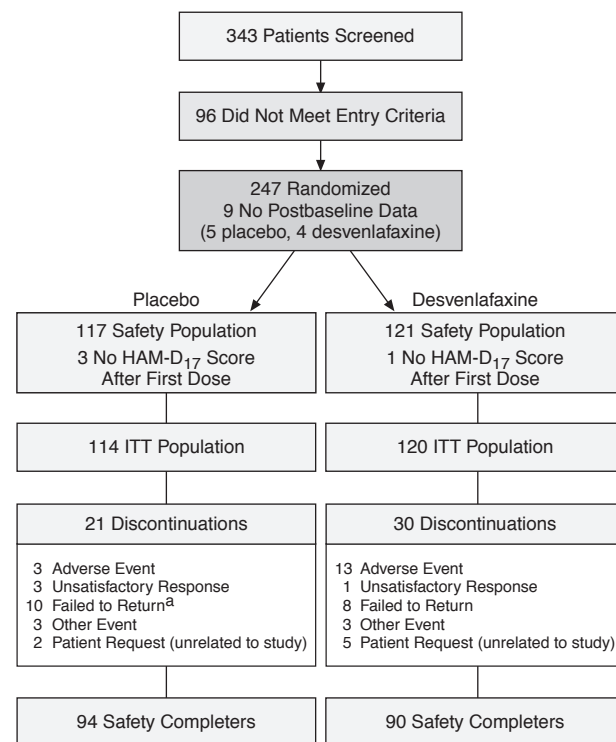 343 Patients Screened
96 Did Not Meet Entry Criteria
247 Randomized
9 No Postbaseline Data
(5 placebo, 4 desvenlafaxine)
Placebo
117 Safety Population
3 No HAM-D17 Score
After First Dose
114 ITT Population
21 Discontinuations
3 Adverse Event
3 Unsatisfactory Response
10 Failed to Returna
3 Other Event
2 Patient Request (unrelated to study)
94 Safety Completers
Desvenlafaxine
121 Safety Population
1 No HAM-D17 Score
After First Dose
120 ITT Population
30 Discontinuations
13 Adverse Event
1 Unsatisfactory Response
8 Failed to Return
3 Other Event
5 Patient Request (unrelated to study)
90 Safety Completers